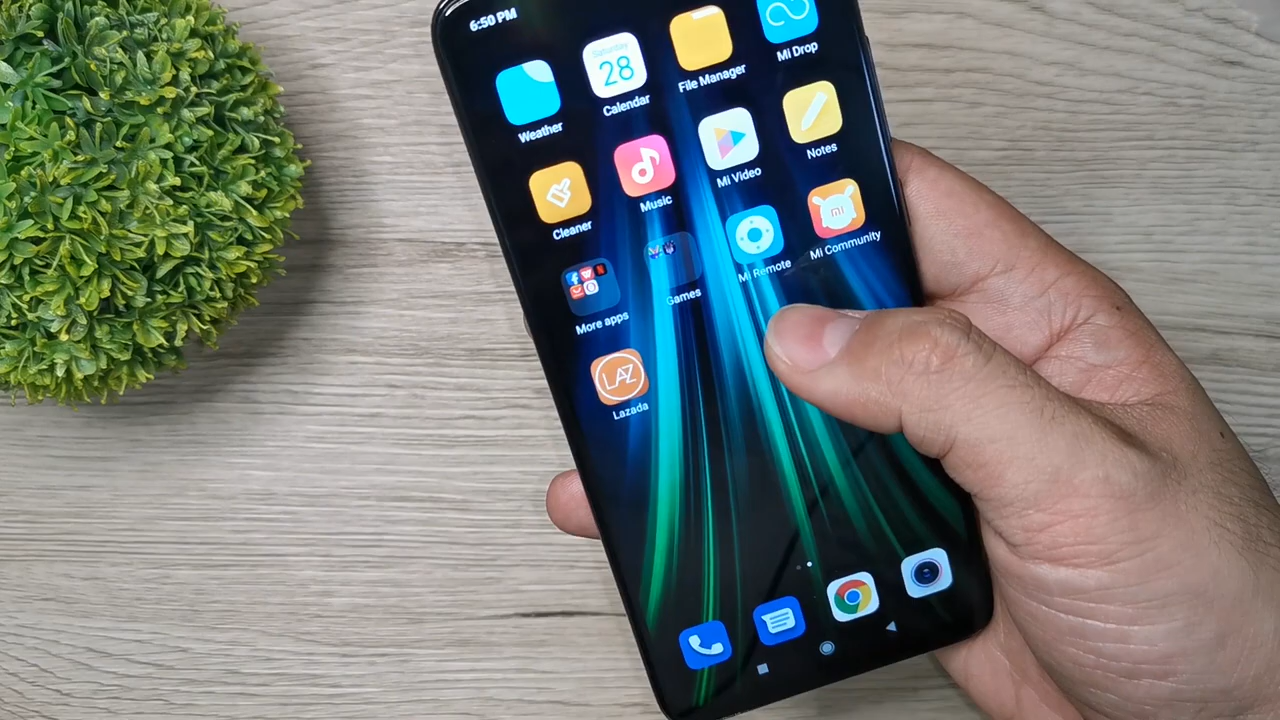 6:50 PM
Saturday
28
Weather
Calendar
File Manager
Mi Drop
Cleaner
Music
Mi Video
Notes
More apps
Games
Mi Remote
mi
Mi Community
LAZ
Lazada